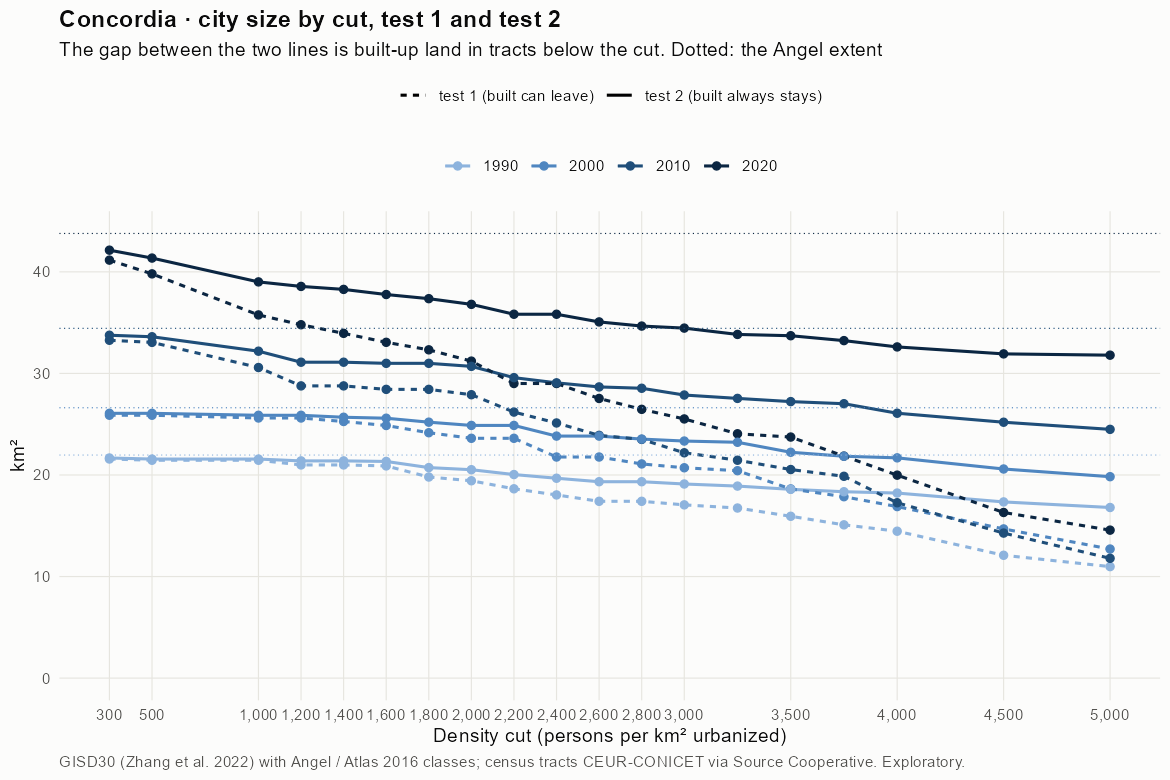 Concordia · city size by cut, test 1 and test 2
The gap between the two lines is built-up land in tracts below the cut. Dotted: the Angel extent
test 1 (built can leave) test 2 (built always stays)
1990 2000 2010 2020
40
30
20
10
0
km²
300 500 1,000 1,200 1,400 1,600 1,800 2,000 2,200 2,400 2,600 2,800 3,000 3,500 4,000 4,500 5,000
Density cut (persons per km² urbanized)
GISD30 (Zhang et al. 2022) with Angel / Atlas 2016 classes; census tracts CEUR-CONICET via Source Cooperative. Exploratory.